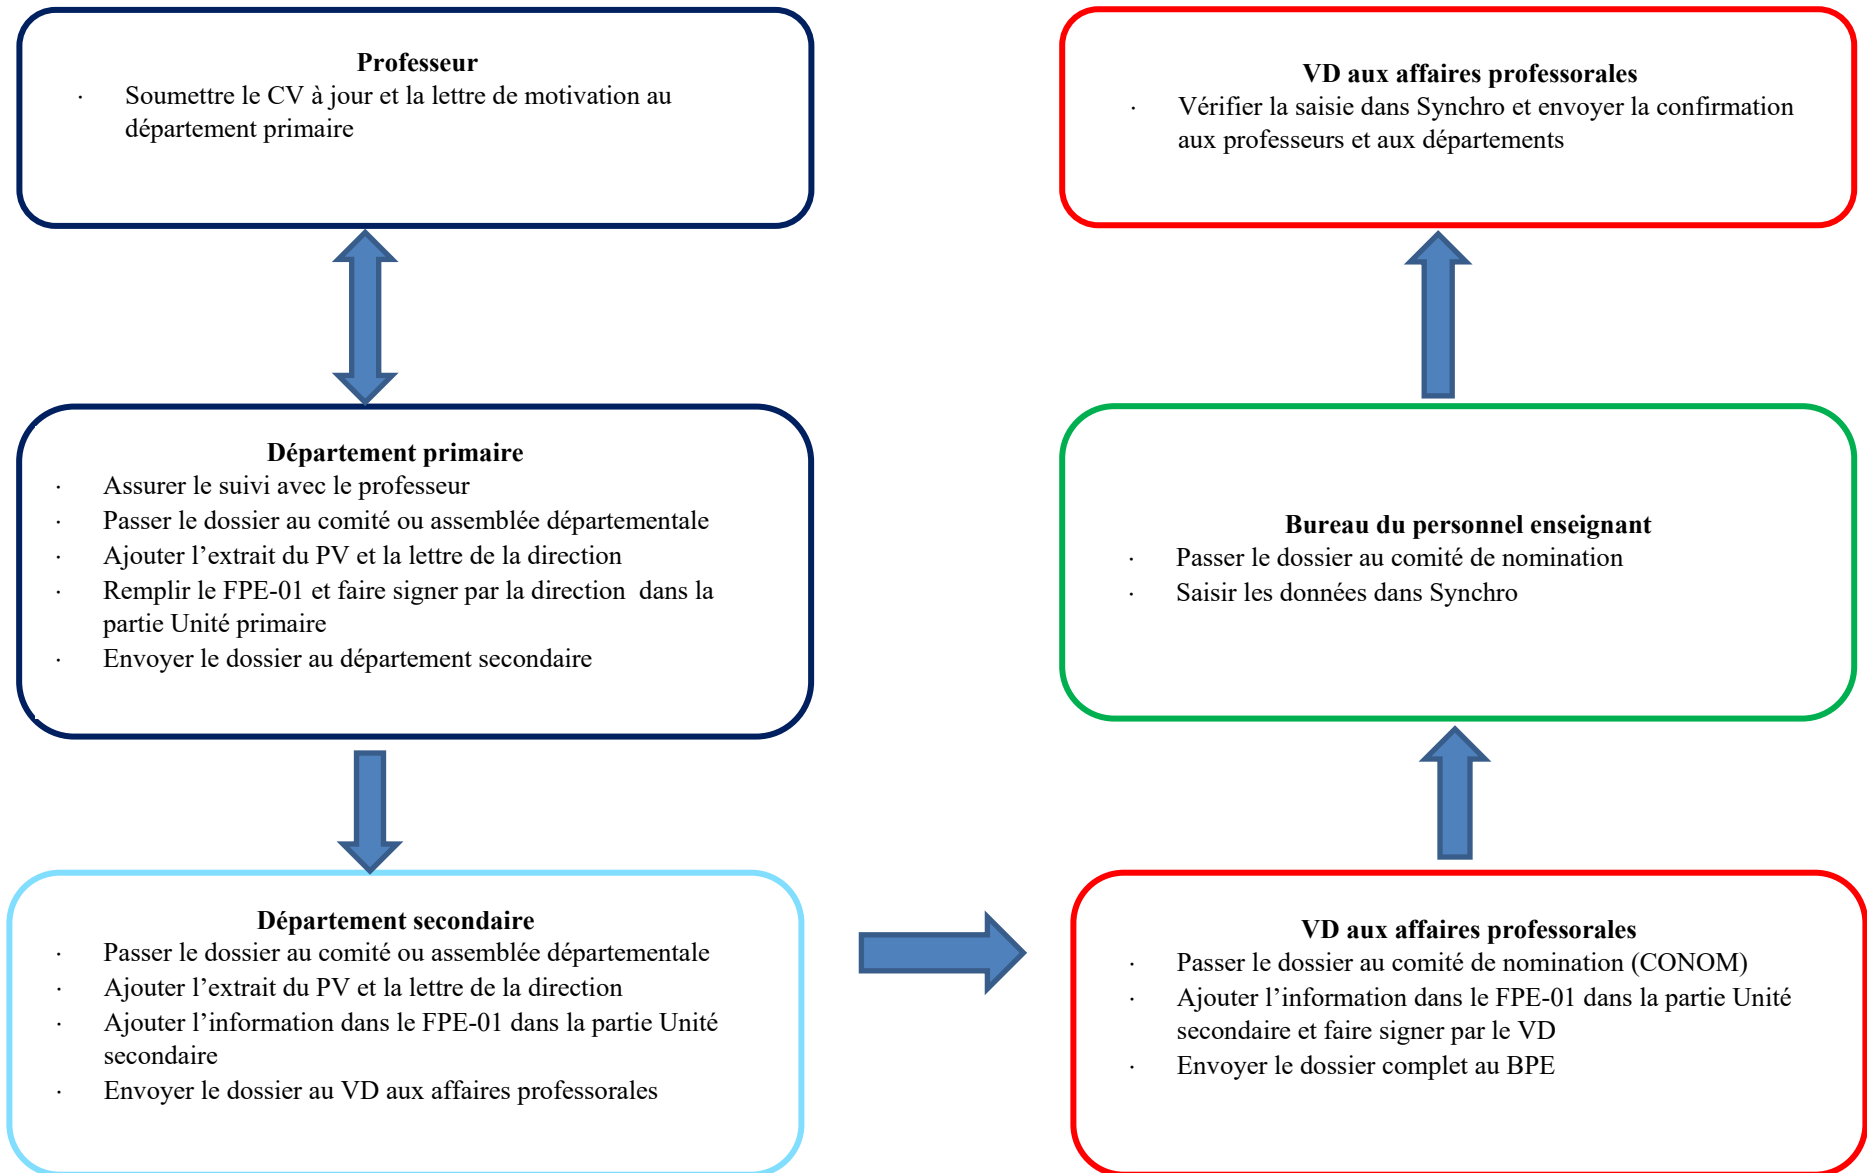 Professeur
· Soumettre le CV à jour et la lettre de motivation au
département primaire
Département primaire
· Assurer le suivi avec le professeur
· Passer le dossier au comité ou assemblée départementale
· Ajouter l’extrait du PV et la lettre de la direction
· Remplir le FPE-01 et faire signer par la direction dans la
partie Unité primaire
· Envoyer le dossier au département secondaire
Département secondaire
· Passer le dossier au comité ou assemblée départementale
· Ajouter l’extrait du PV et la lettre de la direction
· Ajouter l’information dans le FPE-01 dans la partie Unité
secondaire
· Envoyer le dossier au VD aux affaires professorales
VD aux affaires professorales
· Passer le dossier au comité de nomination (CONOM)
· Ajouter l’information dans le FPE-01 dans la partie Unité
secondaire et faire signer par le VD
· Envoyer le dossier complet au BPE
Bureau du personnel enseignant
· Passer le dossier au comité de nomination
· Saisir les données dans Synchro
VD aux affaires professorales
· Vérifier la saisie dans Synchro et envoyer la confirmation
aux professeurs et aux départements